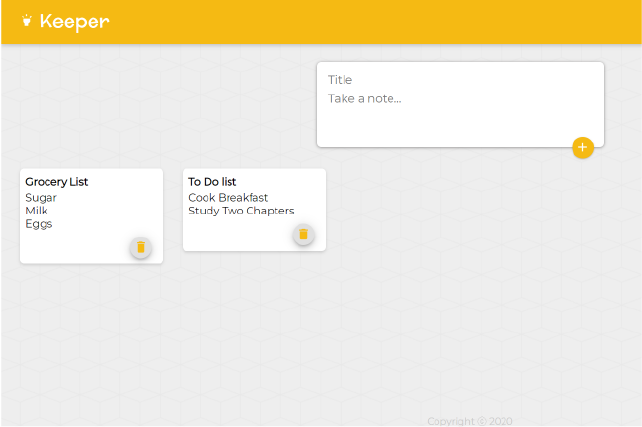 Keeper
Title
Take a note...
Grocery List
Sugar
Milk
Eggs
To Do list
Cook Breakfast
Study Two Chapters
Copyright ⓒ 2020